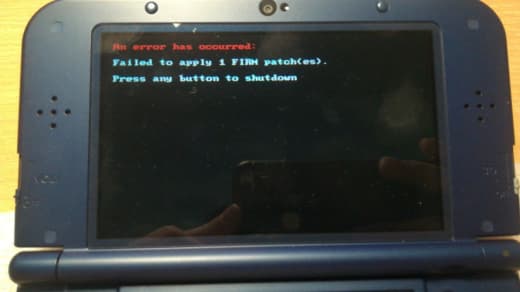 An error has occurred:
Failed to apply 1 FIRM patch(es).
Press any button to shutdown